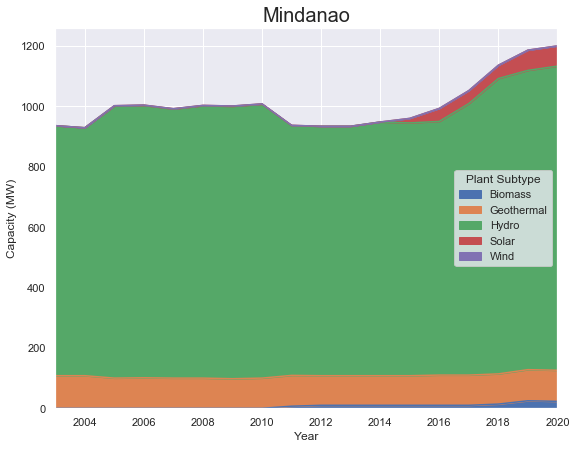 Mindanao
Capacity (MW)
1200
1000
800
600
400
200
0
Plant Subtype
Biomass
Geothermal
Hydro
Solar
Wind
2004 2006 2008 2010 2012 2014 2016 2018 2020
Year